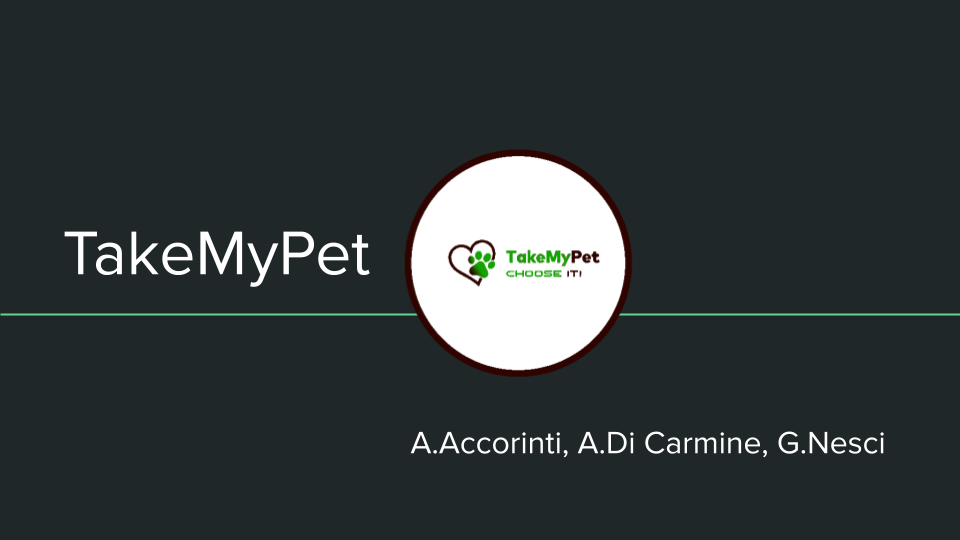 TakeMyPet
TakeMyPet
CHOOSE IT!
A.Accorinti, A.Di Carmine, G.Nesci